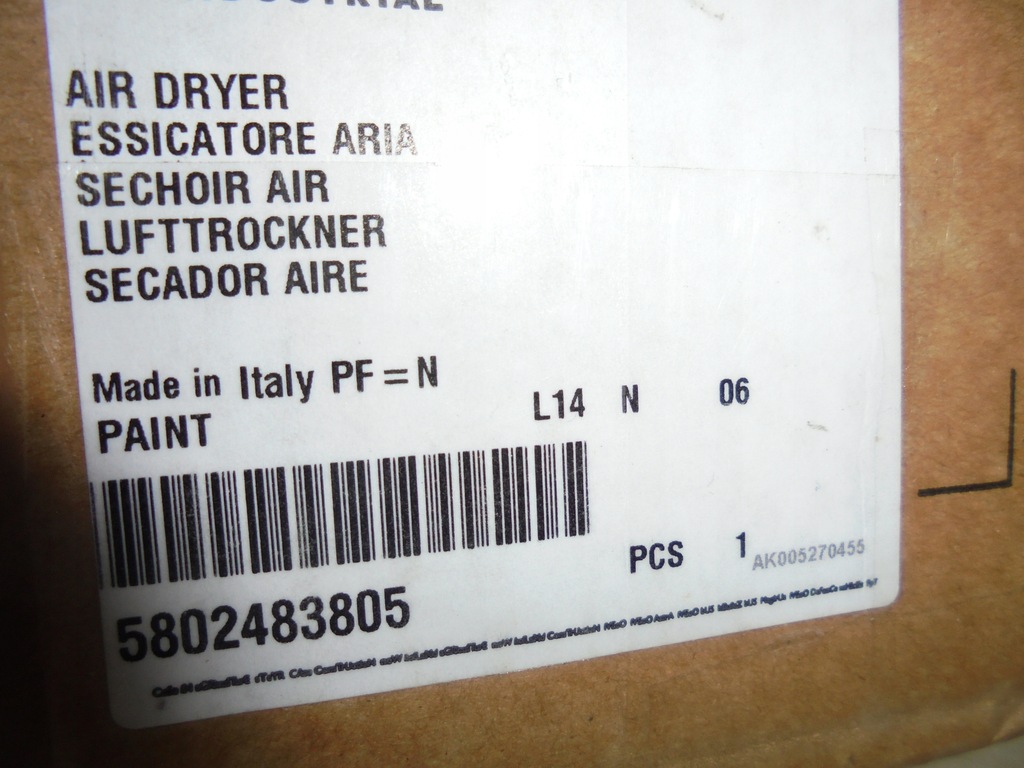 AIR DRYER
ESSICATORE ARIA
SECHOIR AIR
LUFTTROCKNER
SECADOR AIRE
Made in Italy PF=N
PAINT L14 N 06
PCS 1 AK005270455
5802483805